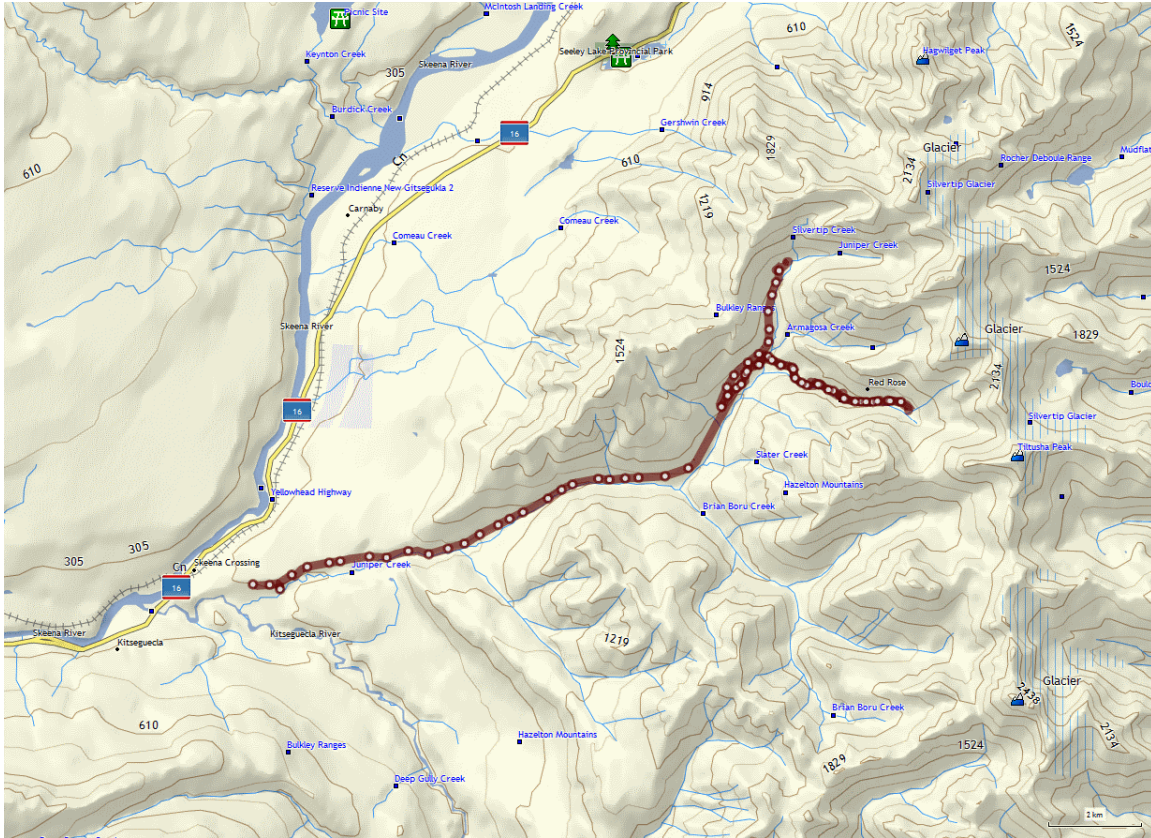 McIntosh Landing Creek
Picnic Site
1524
610
Seeley Lake Provincial Park
Hagwilget Peak
Keynton Creek
Skeena River
305
914
Burdick Creek
Gershwin Creek
16
1829
Glacier
Cn
610
Rocher Deboule Range
Mudflat
610
2134
Silvertip Glacier
Reserve Indienne New Gitsegukla 2
Carnaby
1219
Comeau Creek
Comeau Creek
Silvertip Creek
Juniper Creek
1524
Bulkley Ranges
Skeena River
Armagosa Creek
Glacier
1829
1524
2134
Red Rose
Boulc
16
Silvertip Glacier
Tiltusha Peak
Slater Creek
Hazelton Mountains
Yellowhead Highway
Brian Boru Creek
305
305
Cn
Skeena Crossing
Juniper Creek
16
Skeena River
Kitseguecla
Kitseguecla River
1219
Glacier
2438
Brian Boru Creek
610
Hazelton Mountains
Bulkley Ranges
2134
1524
1829
Deep Gully Creek
2 km